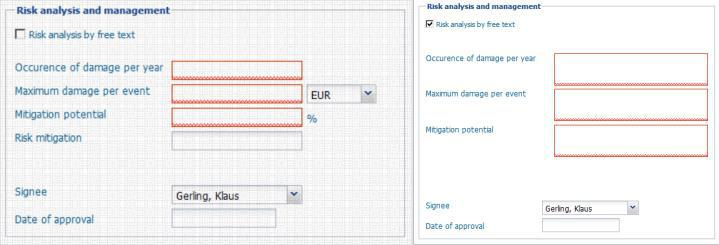 Risk analysis and management
Risk analysis by free text
Occurence of damage per year
Maximum damage per event
EUR
Mitigation potential
%
Risk mitigation
Signee
Gerling, Klaus
Date of approval
Risk analysis and management
Risk analysis by free text
Occurence of damage per year
Maximum damage per event
Mitigation potential
Signee
Gerling, Klaus
Date of approval